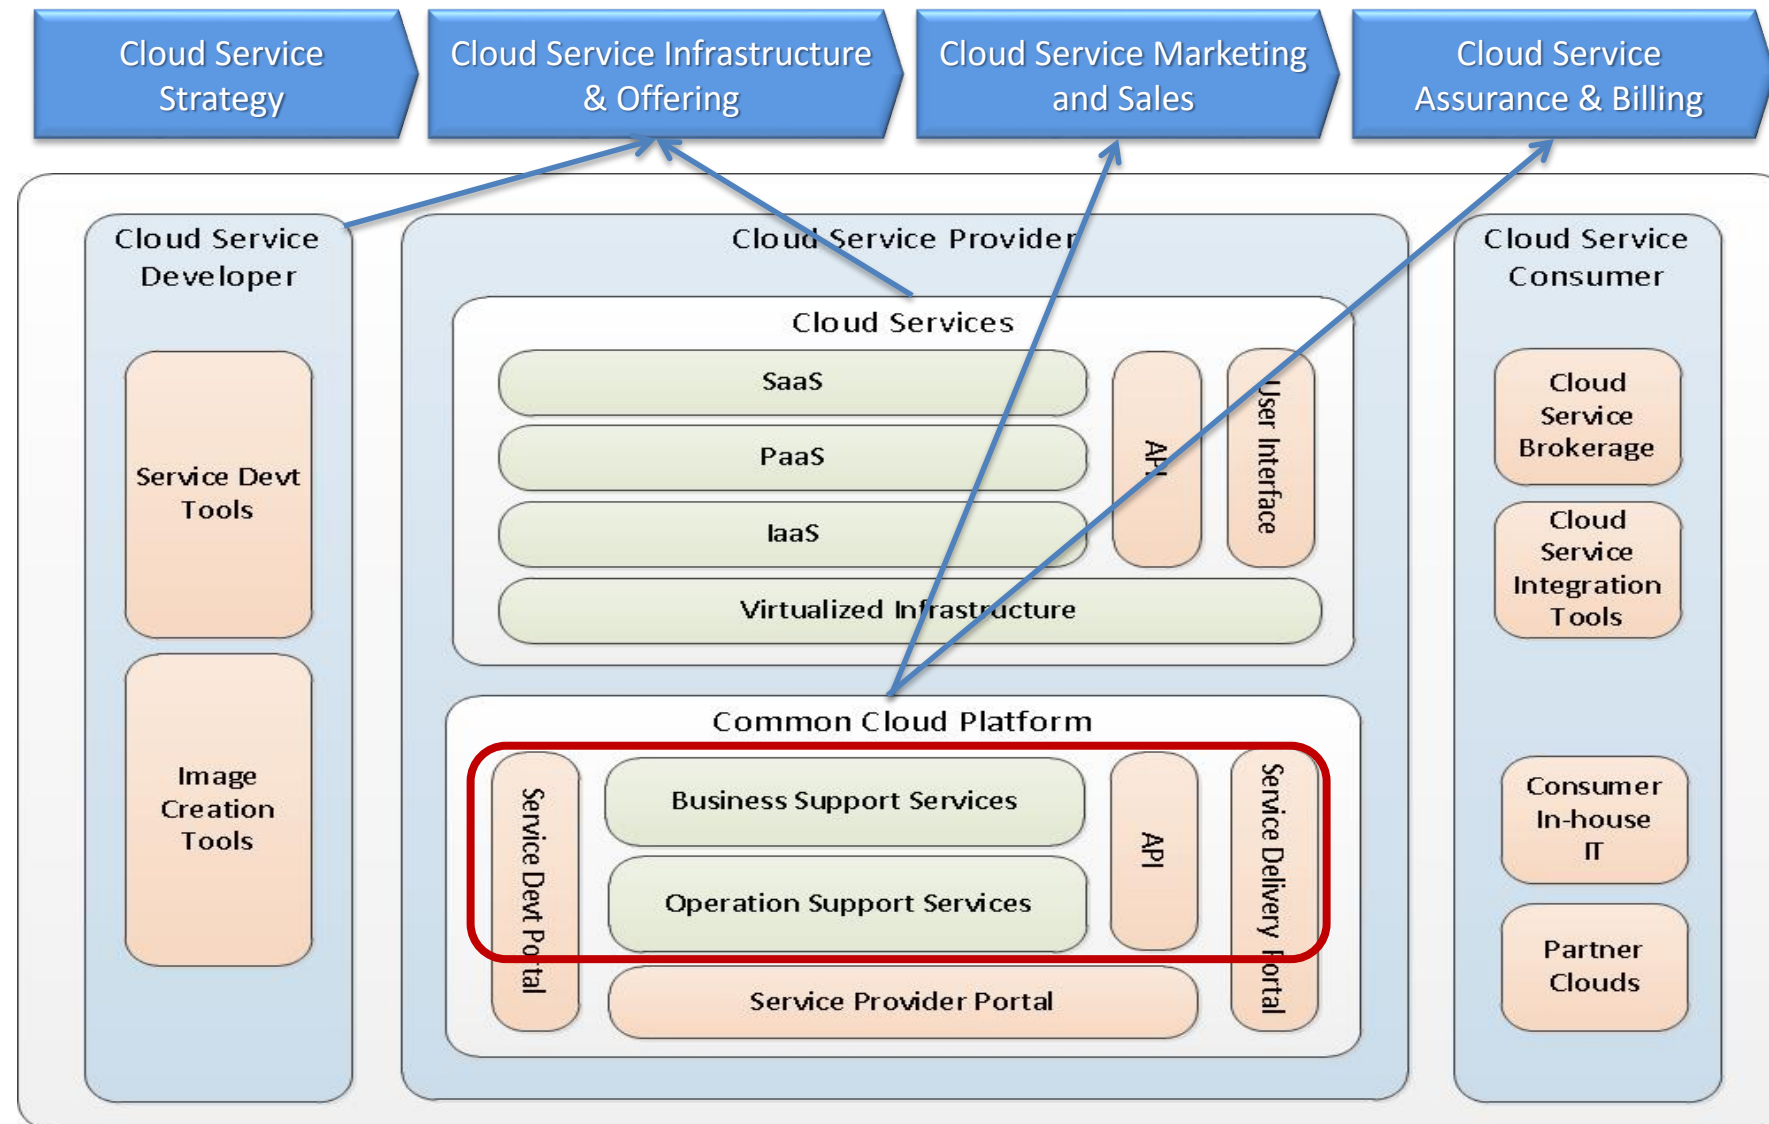 Cloud Service
Strategy
Cloud Service Infrastructure
& Offering
Cloud Service Marketing
and Sales
Cloud Service
Assurance & Billing
Cloud Service
Developer
Service Devt
Tools
Image
Creation
Tools
Cloud Service Provider
Cloud Services
SaaS
PaaS
IaaS
API
User Interface
Virtualized Infrastructure
Common Cloud Platform
Service Devt Portal
Business Support Services
Operation Support Services
API
Service Delivery Portal
Service Provider Portal
Cloud Service
Consumer
Cloud
Service
Brokerage
Cloud
Service
Integration
Tools
Consumer
In-house
IT
Partner
Clouds